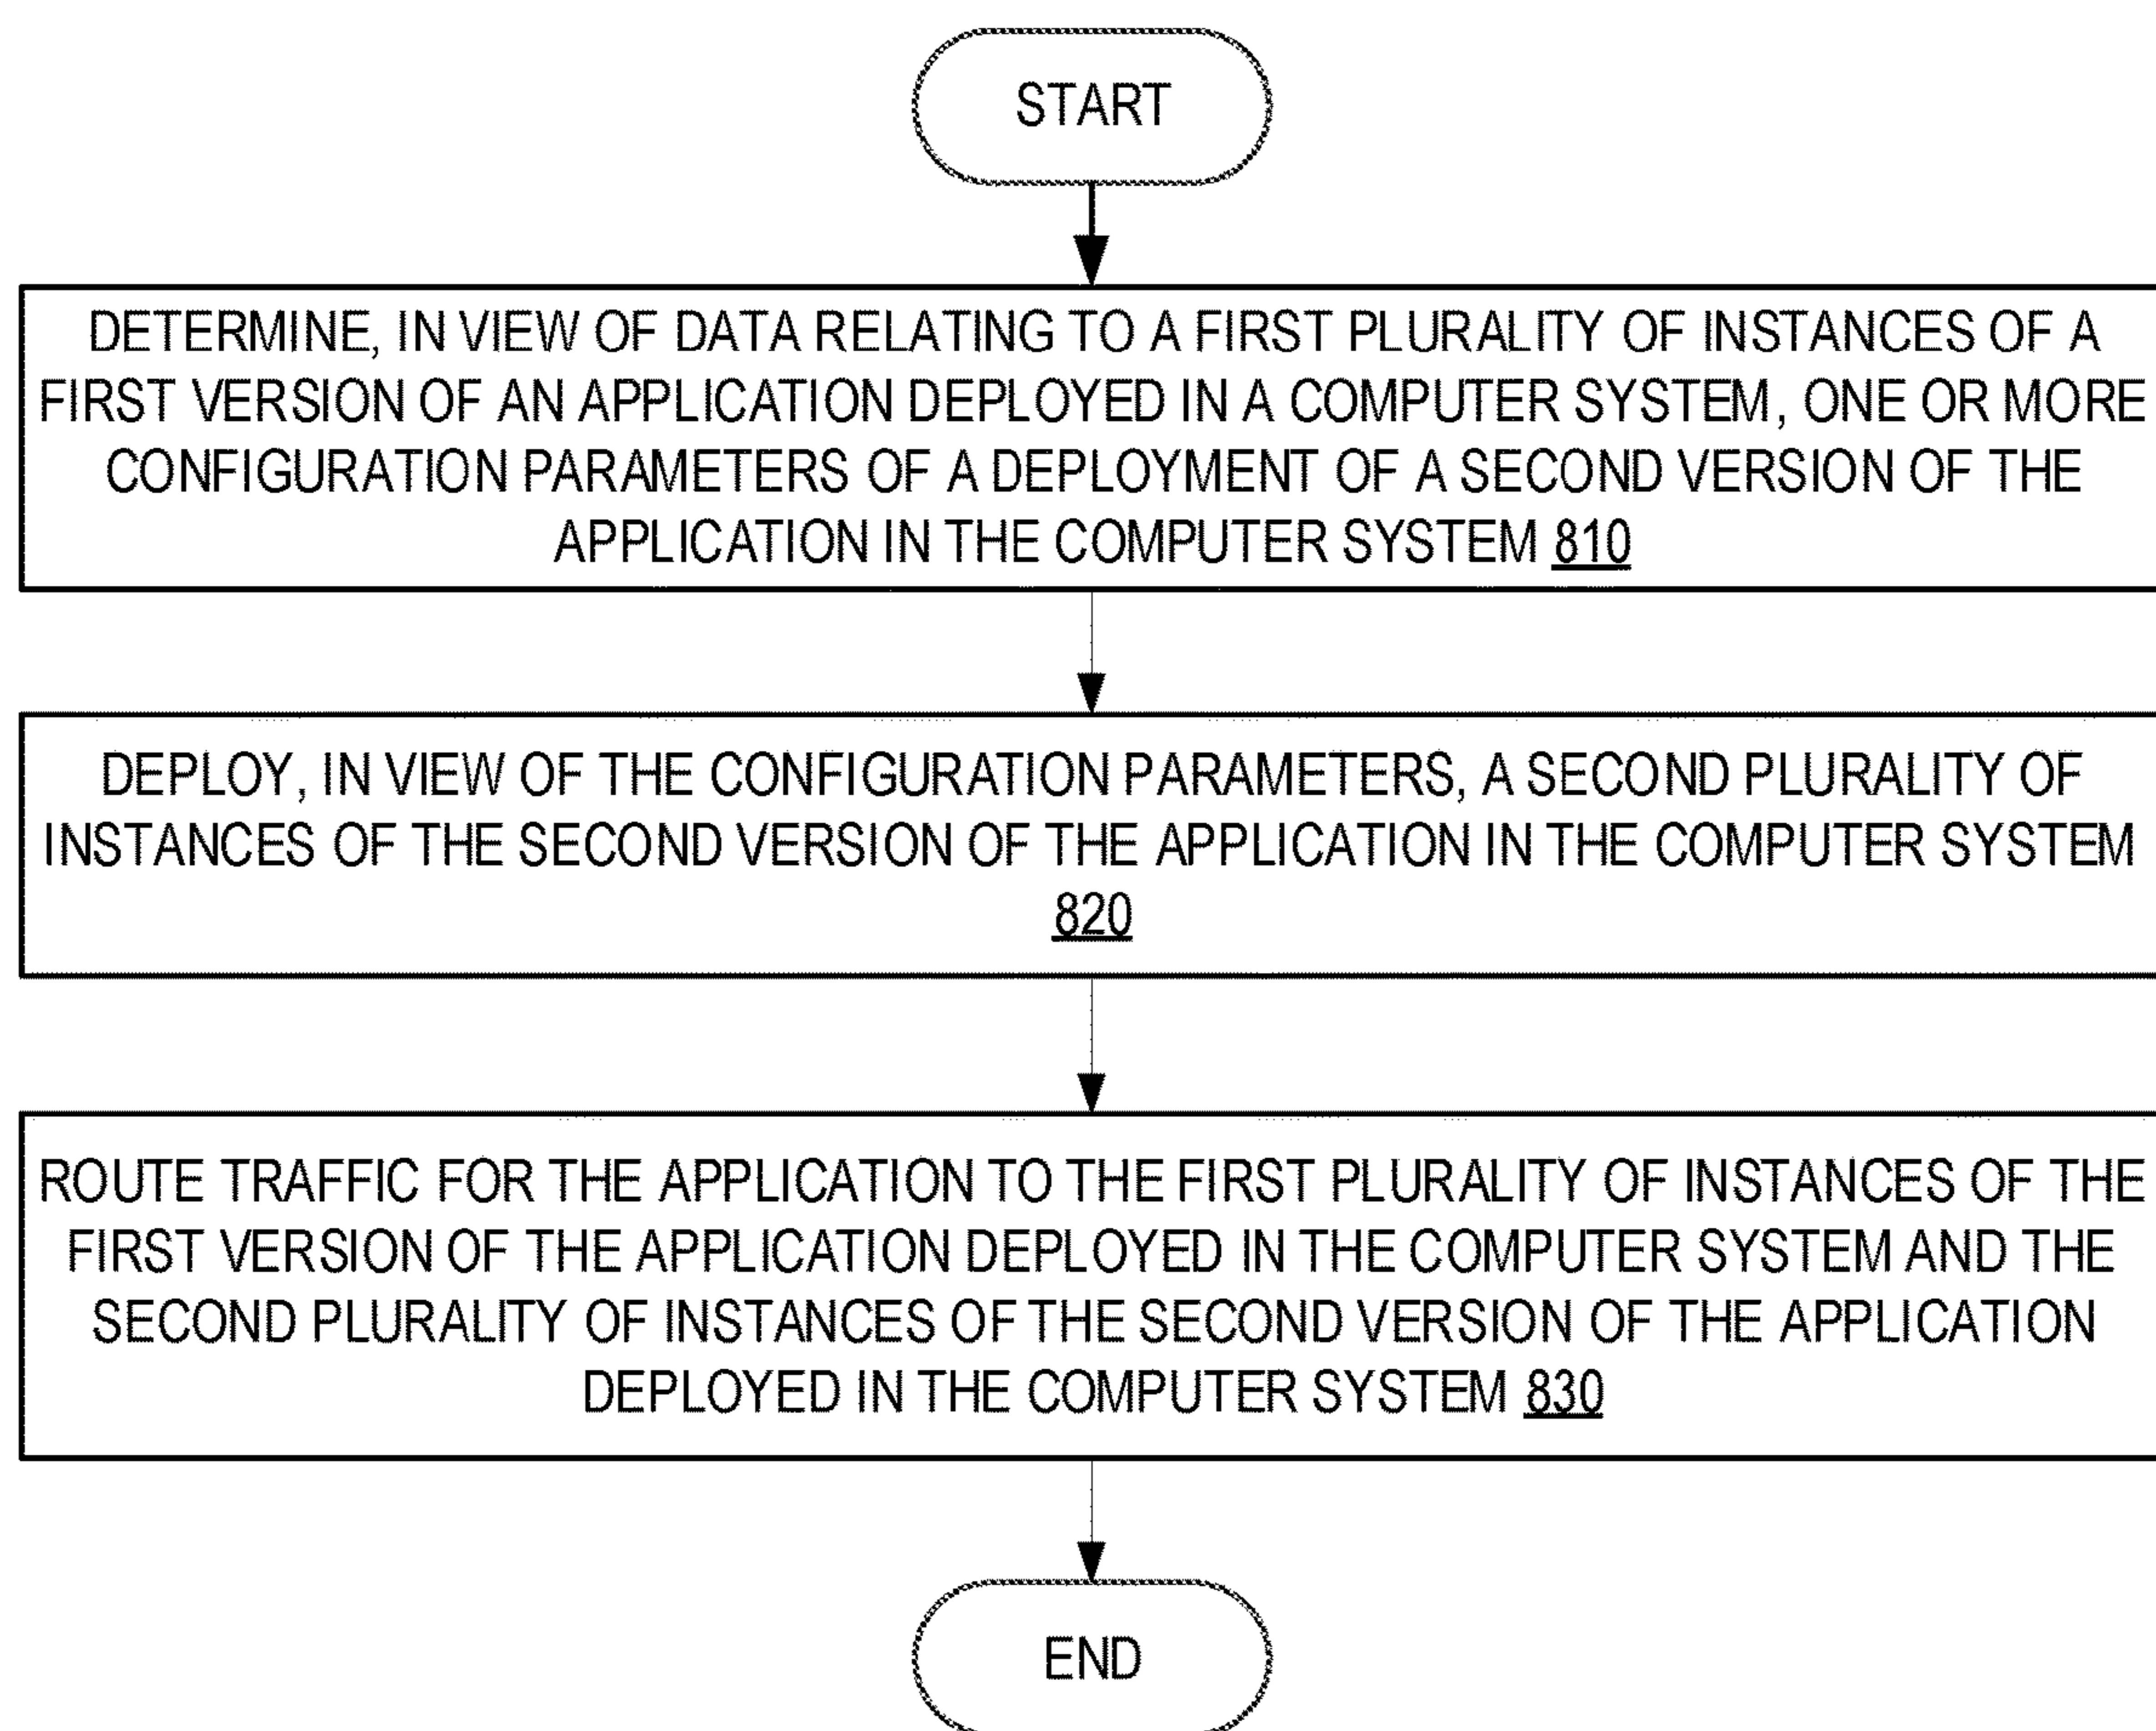 START
DETERMINE, IN VIEW OF DATA RELATING TO A FIRST PLURALITY OF INSTANCES OF A
FIRST VERSION OF AN APPLICATION DEPLOYED IN A COMPUTER SYSTEM, ONE OR MORE
CONFIGURATION PARAMETERS OF A DEPLOYMENT OF A SECOND VERSION OF THE
APPLICATION IN THE COMPUTER SYSTEM 810
DEPLOY, IN VIEW OF THE CONFIGURATION PARAMETERS, A SECOND PLURALITY OF
INSTANCES OF THE SECOND VERSION OF THE APPLICATION IN THE COMPUTER SYSTEM
820
ROUTE TRAFFIC FOR THE APPLICATION TO THE FIRST PLURALITY OF INSTANCES OF THE
FIRST VERSION OF THE APPLICATION DEPLOYED IN THE COMPUTER SYSTEM AND THE
SECOND PLURALITY OF INSTANCES OF THE SECOND VERSION OF THE APPLICATION
DEPLOYED IN THE COMPUTER SYSTEM 830
END